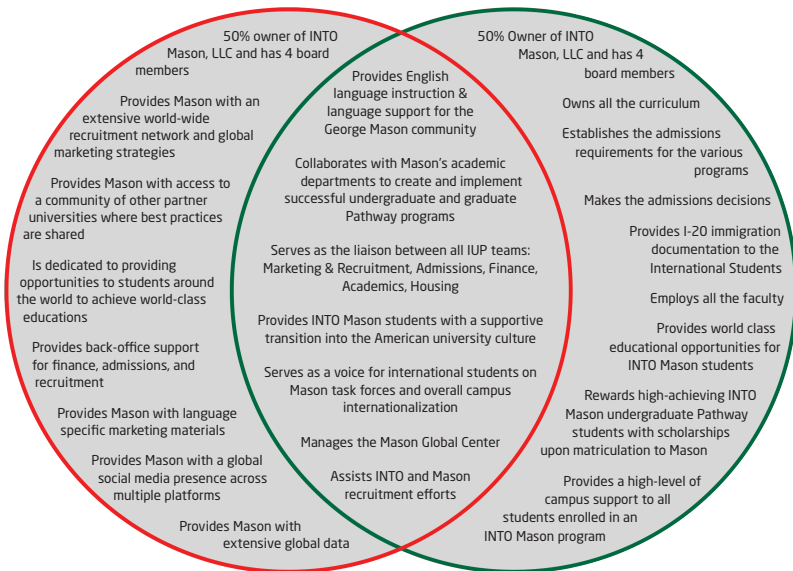 50% owner of INTO
Mason, LLC and has 4 board
members
Provides Mason with an
extensive world-wide
recruitment network and global
marketing strategies
Provides Mason with access to
a community of other partner
universities where best practices
are shared
Is dedicated to providing
opportunities to students around
the world to achieve world-class
educations
Provides back-office support
for finance, admissions, and
recruitment
Provides Mason with language
specific marketing materials
Provides Mason with a global
social media presence across
multiple platforms
Provides Mason with
extensive global data
Provides English
language instruction &
language support for the
George Mason community
Collaborates with Mason's academic
departments to create and implement
successful undergraduate and graduate
Pathway programs
Serves as the liaison between all IUP teams:
Marketing & Recruitment, Admissions, Finance,
Academics, Housing
Provides INTO Mason students with a supportive
transition into the American university culture
Serves as a voice for international students on
Mason task forces and overall campus
internationalization
Manages the Mason Global Center
Assists INTO and Mason
recruitment efforts
50% Owner of INTO
Mason, LLC and has 4
board members
Owns all the curriculum
Establishes the admissions
requirements for the various
programs
Makes the admissions decisions
Provides I-20 immigration
documentation to the
International Students
Employs all the faculty
Provides world class
educational opportunities for
INTO Mason students
Rewards high-achieving INTO
Mason undergraduate Pathway
students with scholarships
upon matriculation to Mason
Provides a high-level of
campus support to all
students enrolled in an
INTO Mason program